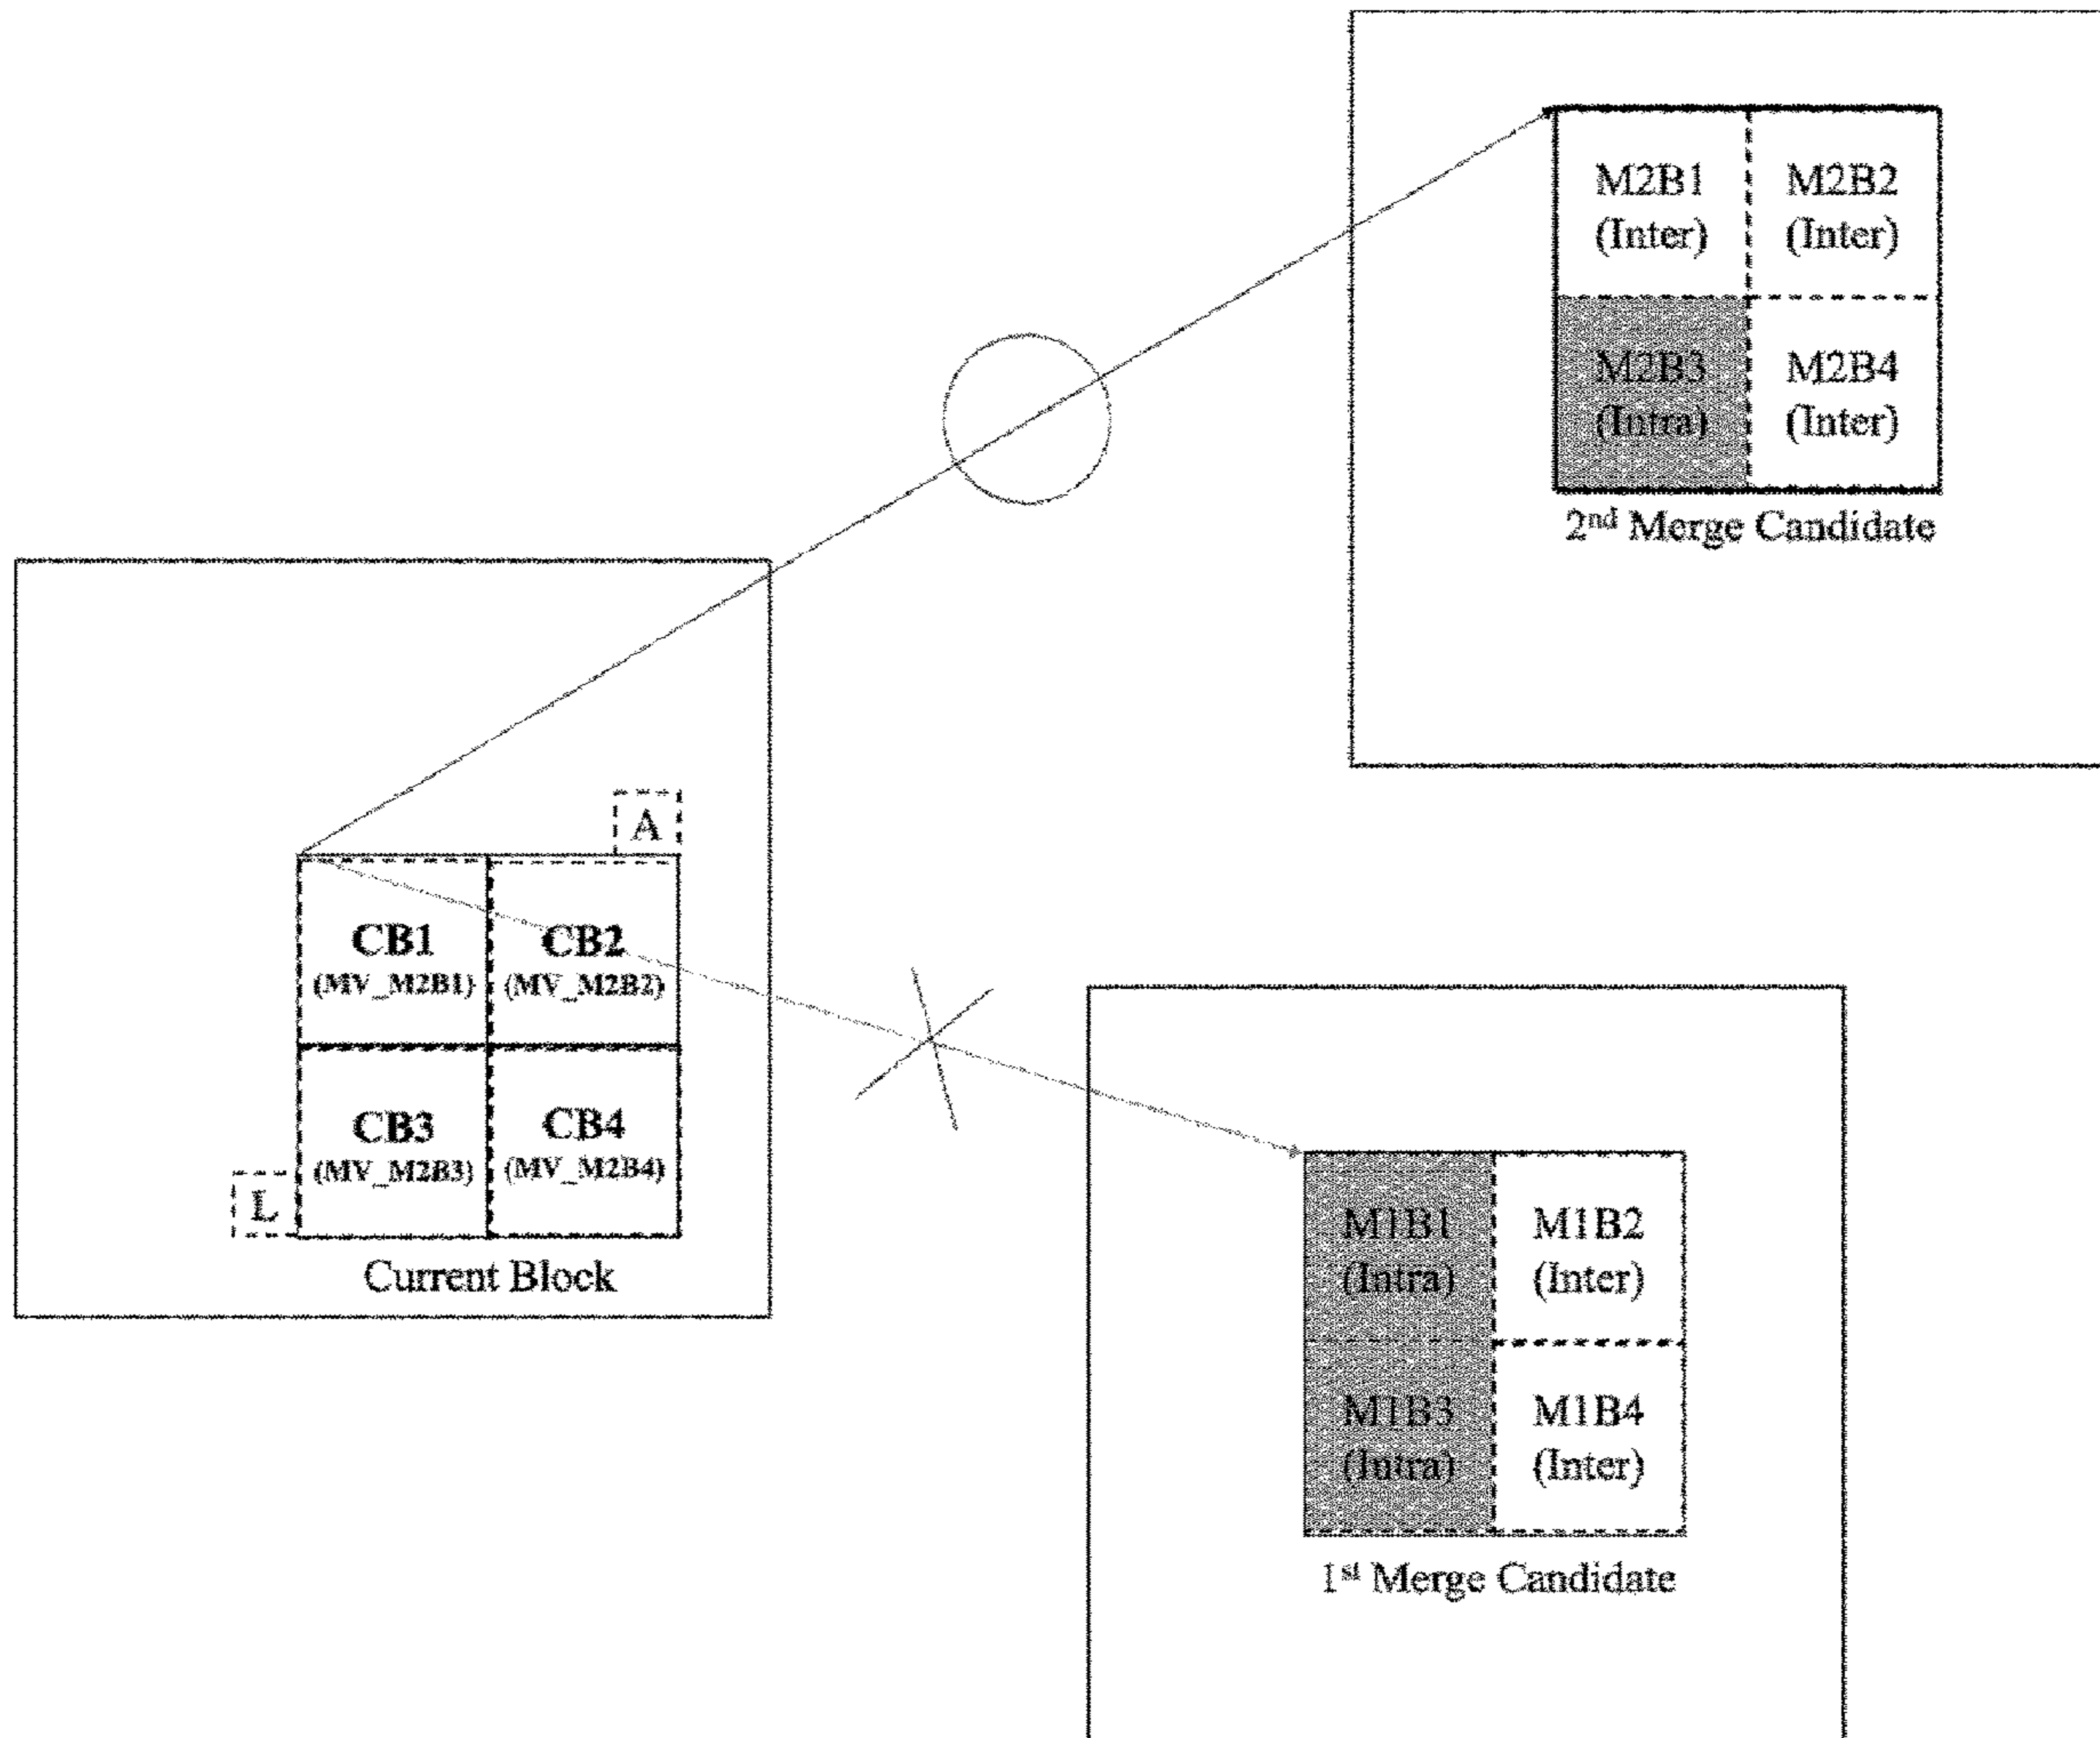 M2B1 M2B2
(Inter) (Inter)
M2B3 M2B4
(Intra) (Inter)
2nd Merge Candidate
A
CB1 CB2
(MV_M2B1) (MV_M2B2)
CB3 CB4
(MV_M2B3) (MV_M2B4)
L
Current Block
M1B1 M1B2
(Intra) (Inter)
M1B3 M1B4
(Intra) (Inter)
1st Merge Candidate